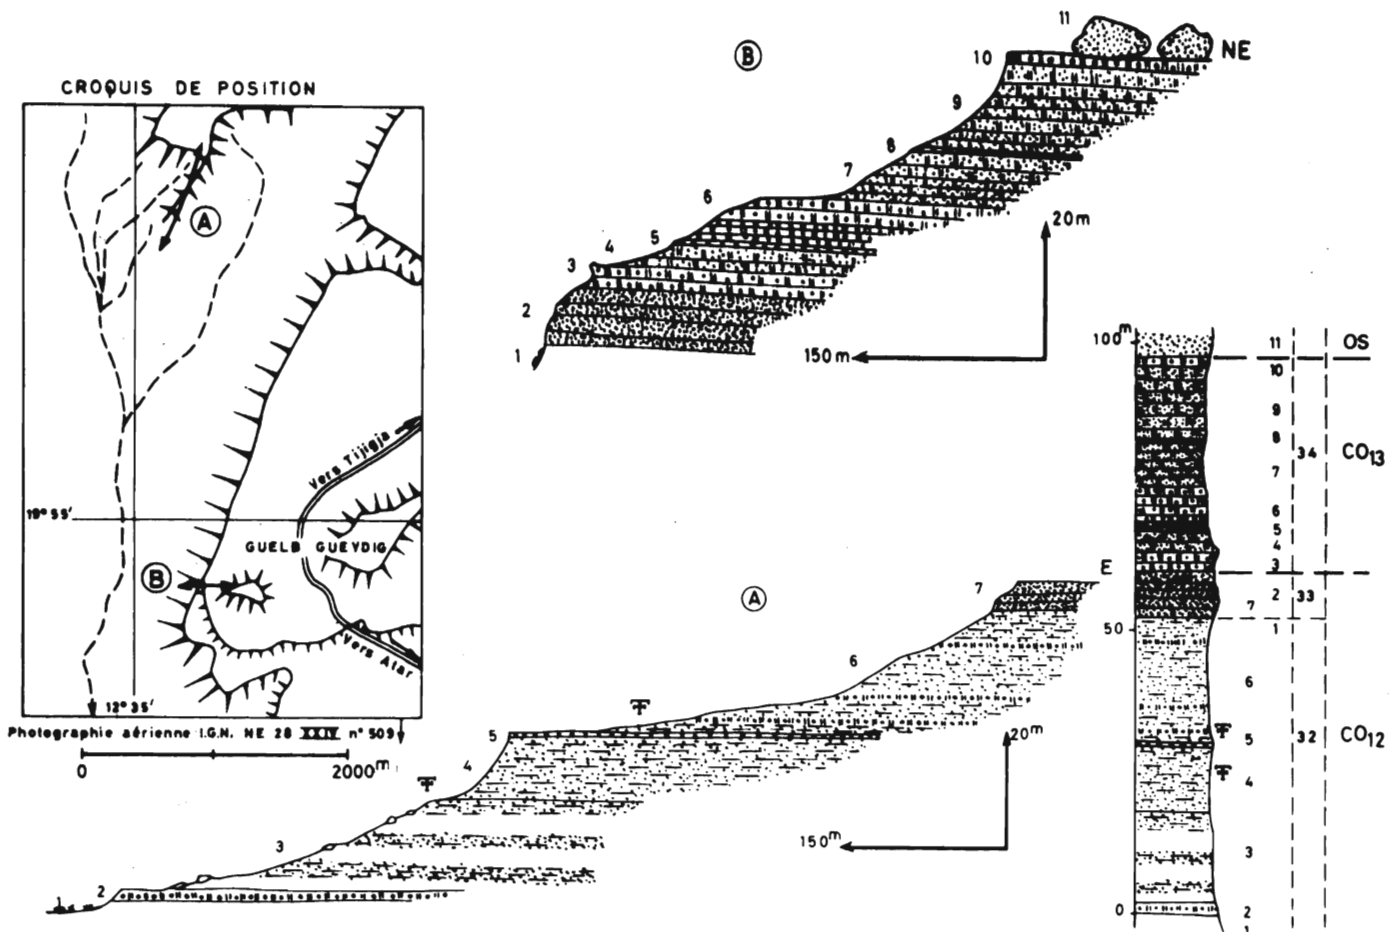 CROQUIS DE POSITION
A
19° 55′
Vers Tijigja
GUELB GUEYDIG
B
Vers Atar
12° 35′
Photographie aérienne I.G.N. NE 28 XXIV n° 509
0
2000m
B
11
NE
10
9
8
7
6
5
4
3
2
1
20m
150m
A
E
7
6
5
4
3
2
1
20m
150m
100 m
50
0
11
10
9
8
7
6
5
4
3
2
7
1
6
5
4
3
2
1
34
33
32
OS
CO13
CO12